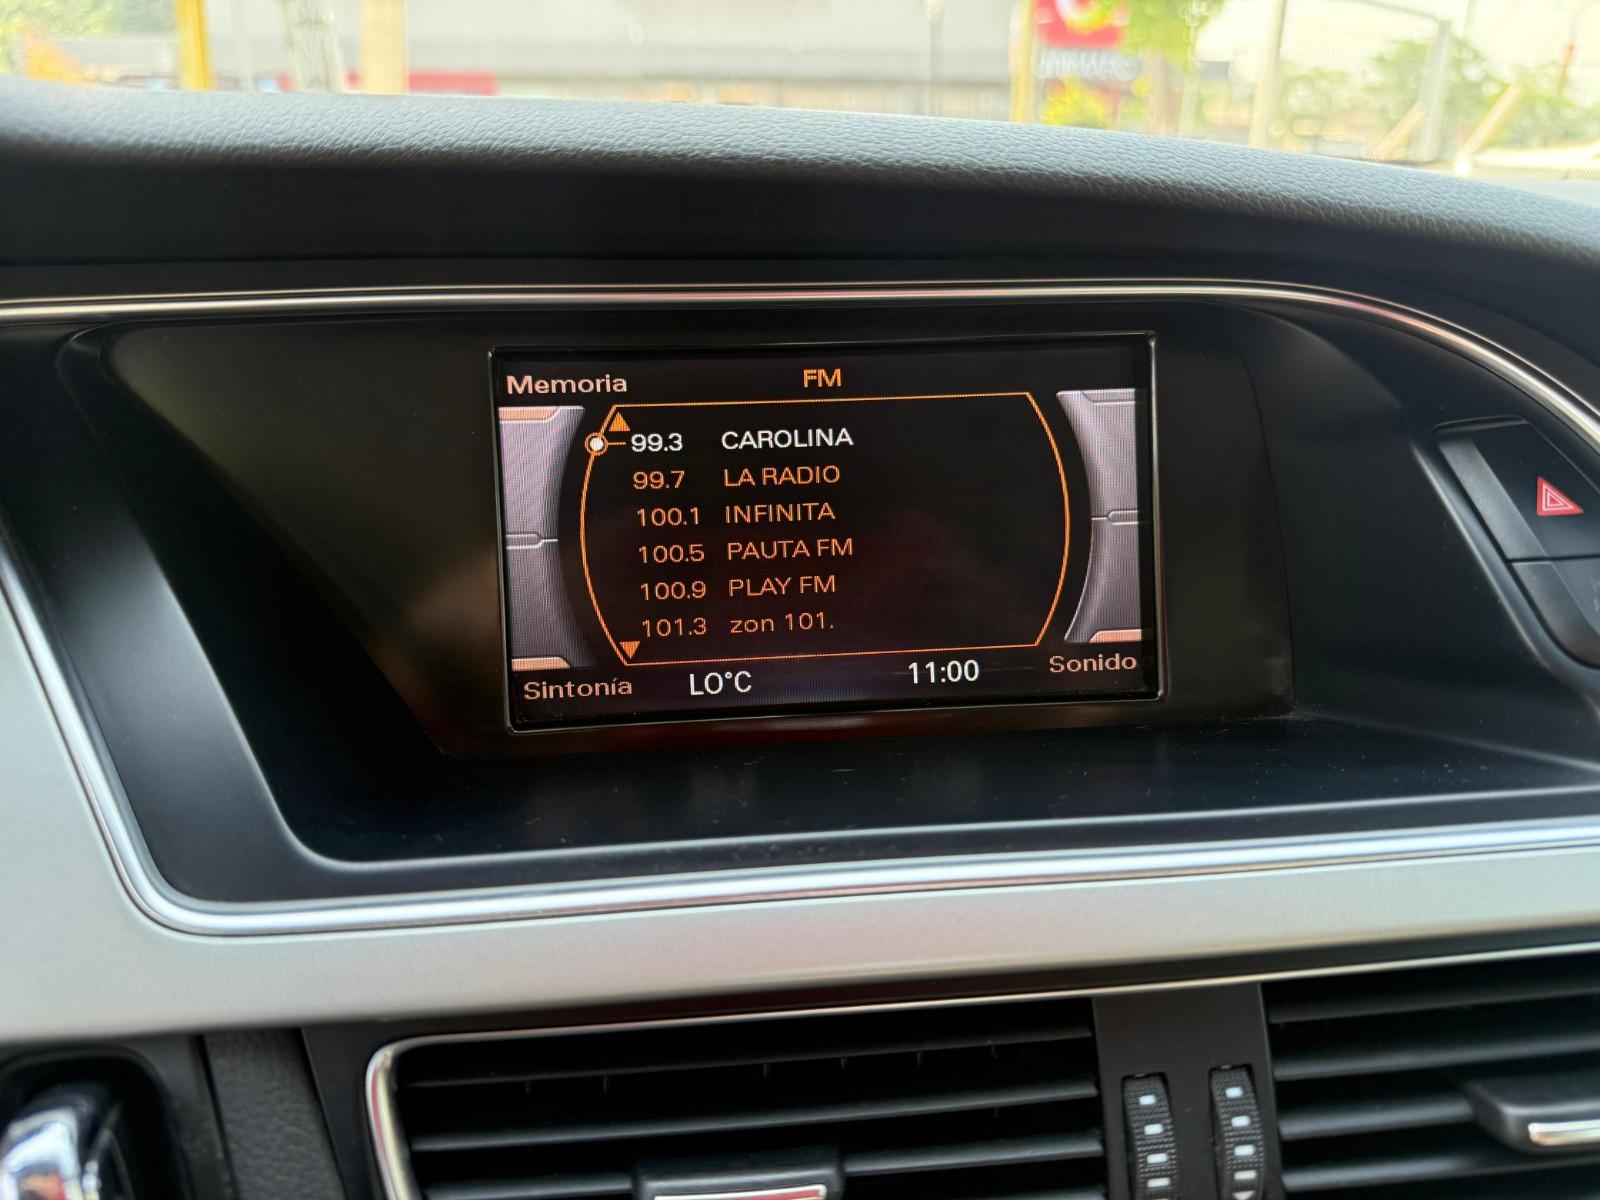 Memoria
FM
99.3 CAROLINA
99.7 LA RADIO
100.1 INFINITA
100.5 PAUTA FM
100.9 PLAY FM
101.3 zon 101.
Sintonía
LO°C
11:00
Sonido